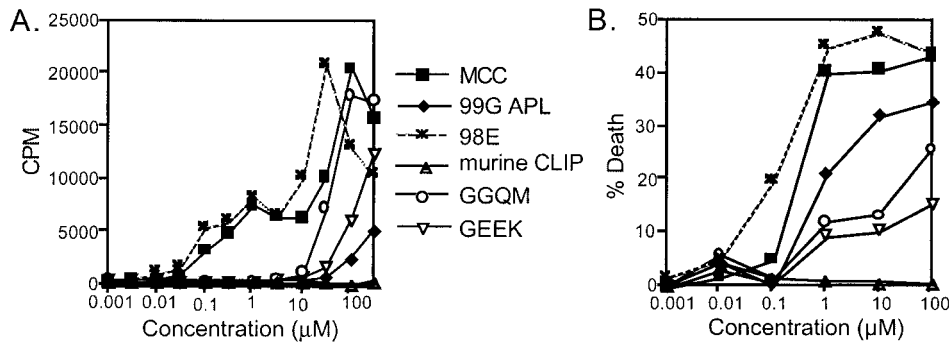 A.
CPM
25000
20000
15000
10000
5000
0
0.001 0.01 0.1 1 10 100
Concentration (µM)
MCC
99G APL
98E
murine CLIP
GGQM
GEEK
B.
% Death
50
40
30
20
10
0
0.001 0.01 0.1 1 10 100
Concentration (µM)